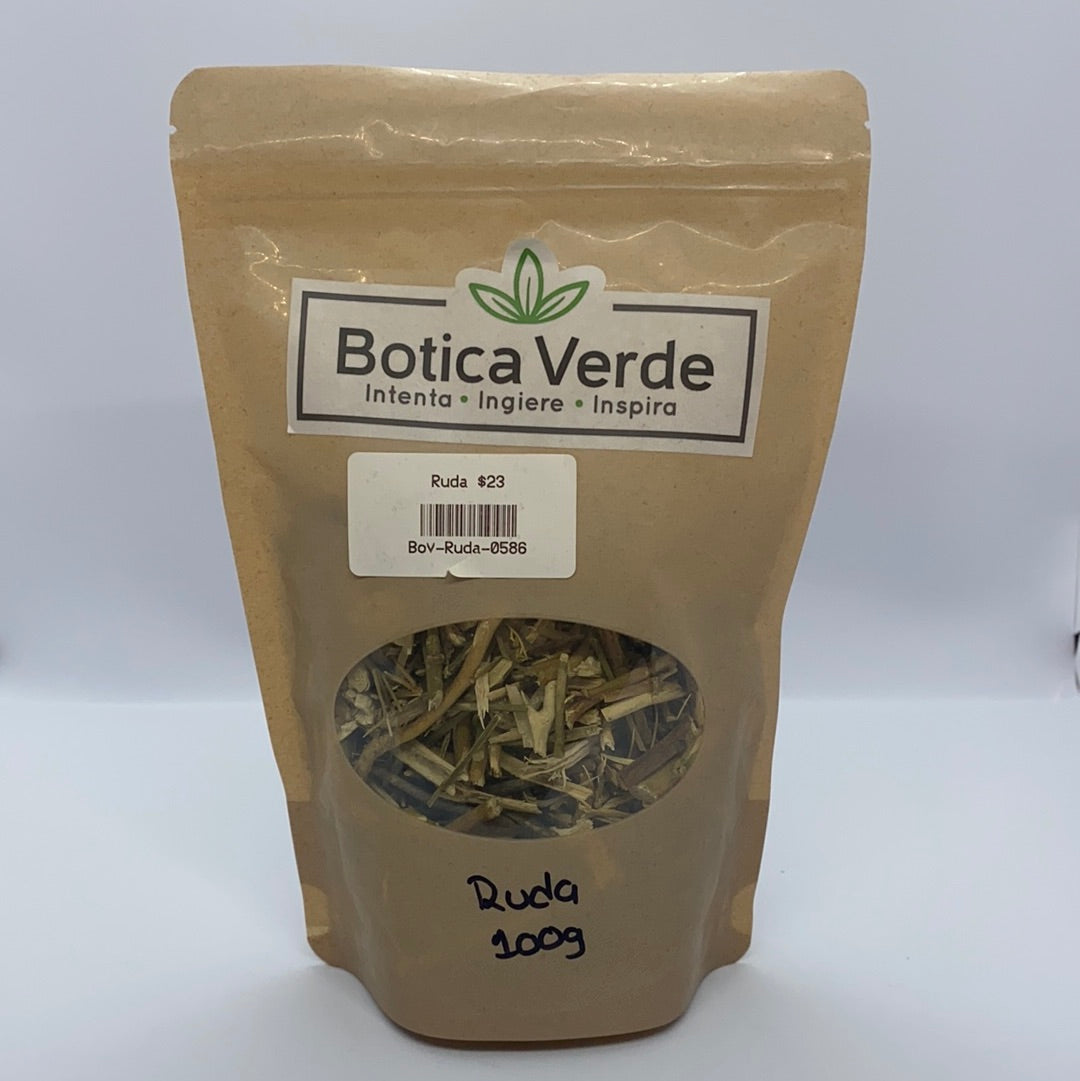 Botica Verde
Intenta • Ingiere • Inspira
Ruda $23
Bov-Ruda-0586
Ruda
100g